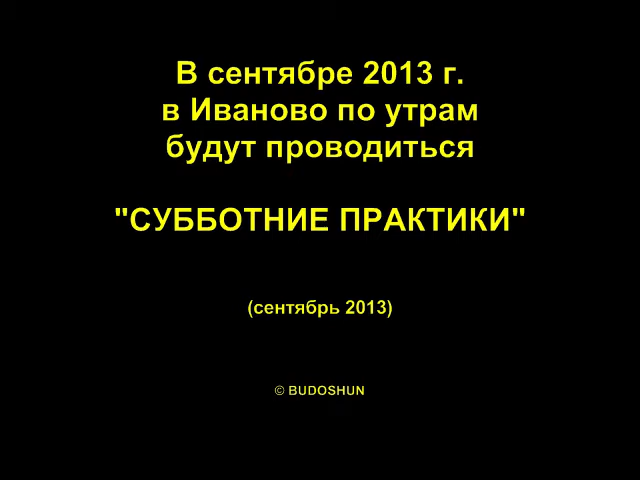 В сентябре 2013 г.
в Иваново по утрам
будут проводиться
"СУББОТНИЕ ПРАКТИКИ"
(сентябрь 2013)
© BUDOSHUN